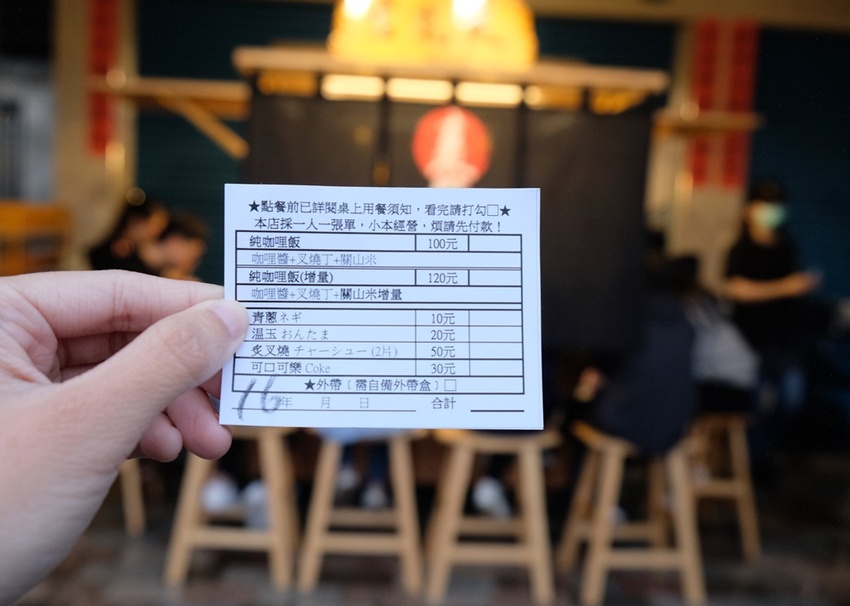 ★點餐前已詳閱桌上用餐須知，看完請打勾□★
本店採一人一張單，小本經營，煩請先付款！
純咖哩飯 100元
咖哩醬+叉燒丁+關山米
純咖哩飯(增量) 120元
咖哩醬+叉燒丁+關山米增量
青蔥ネギ 10元
温玉 おんたま 20元
炙叉燒 チャーシュー (2片) 50元
可口可樂 Coke 30元
★外帶﹝需自備外帶盒﹞□
16 年 月 日 合計